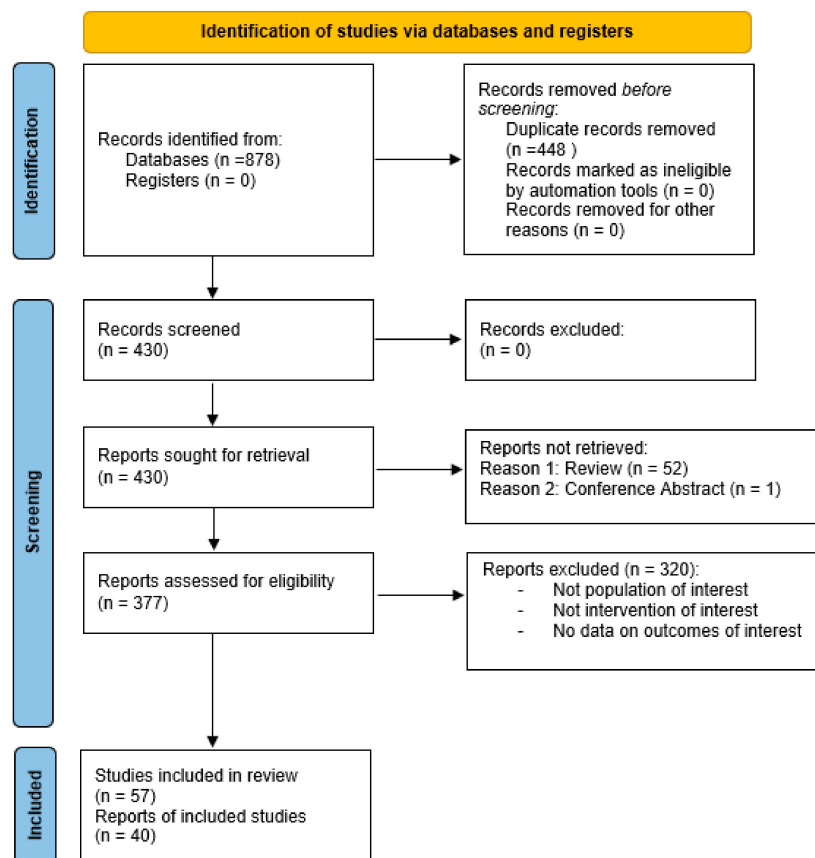 Identification of studies via databases and registers
Identification
Records identified from:
Databases (n =878)
Registers (n = 0)
Records removed before
screening:
Duplicate records removed
(n =448 )
Records marked as ineligible
by automation tools (n = 0)
Records removed for other
reasons (n = 0)
Screening
Records screened
(n = 430)
Records excluded:
(n = 0)
Reports sought for retrieval
(n = 430)
Reports not retrieved:
Reason 1: Review (n = 52)
Reason 2: Conference Abstract (n = 1)
Reports assessed for eligibility
(n = 377)
Reports excluded (n = 320):
- Not population of interest
- Not intervention of interest
- No data on outcomes of interest
Included
Studies included in review
(n = 57)
Reports of included studies
(n = 40)